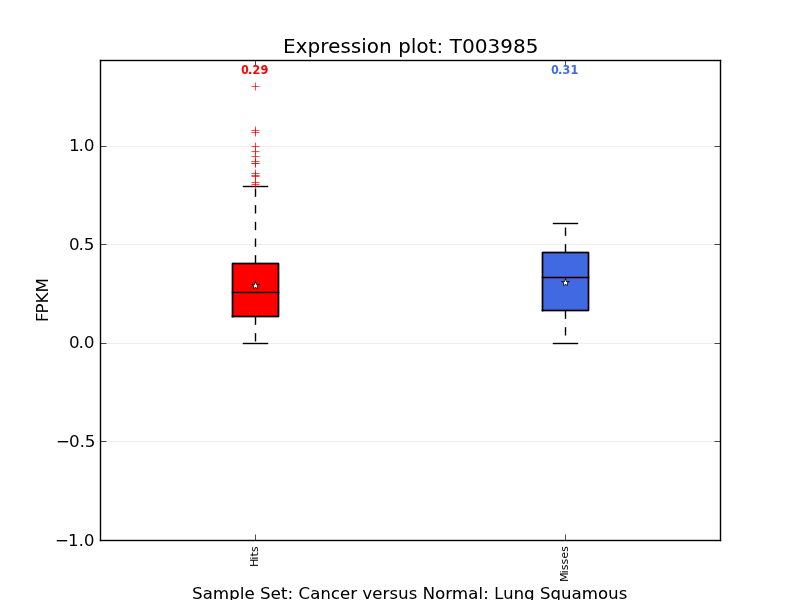 Expression plot: T003985
0.29
0.31
1.0
0.5
0.0
−0.5
−1.0
FPKM
Hits
Misses
Sample Set: Cancer versus Normal: Lung Squamous